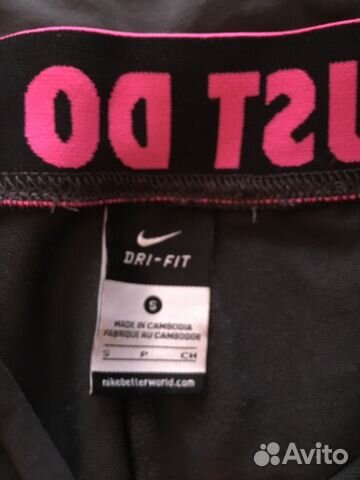 UST DO
DRI-FIT
S
MADE IN CAMBODIA
FABRIQUÉ AU CAMBODGE
S P CH
nikebetterworld.com
Avito